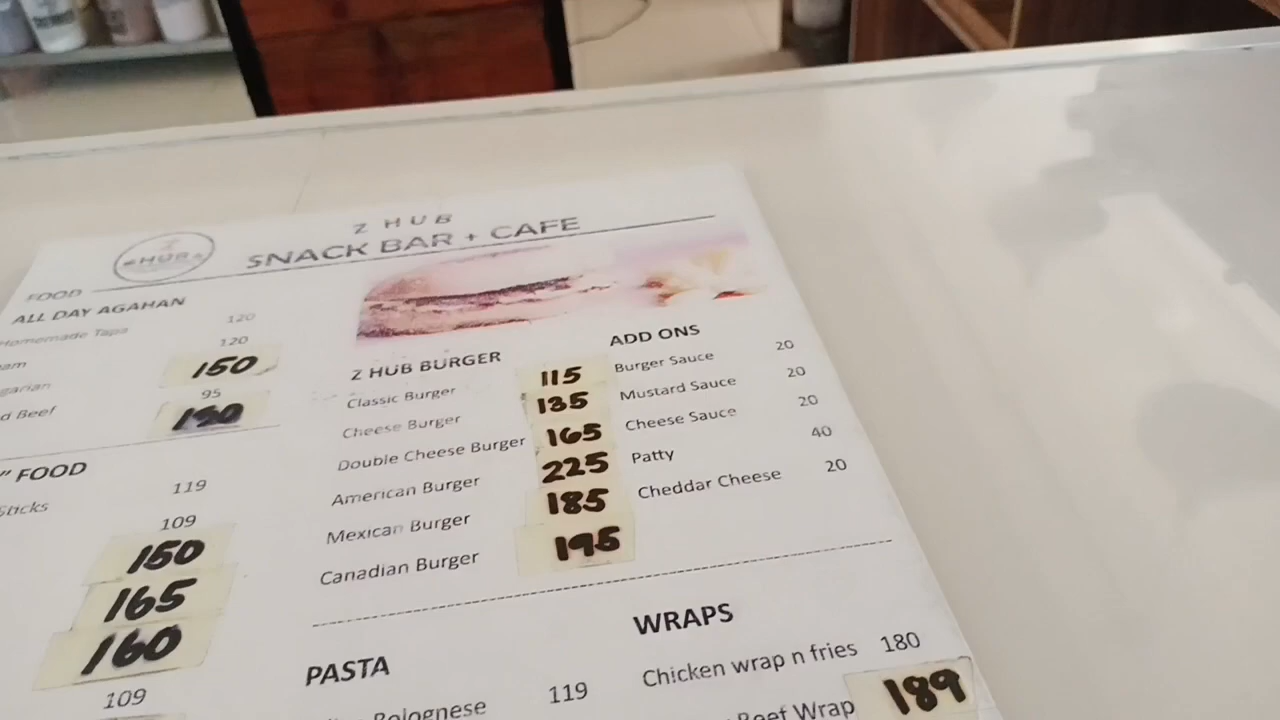 Z HUB
SNACK BAR + CAFE
ZHUB
FOOD
ALL DAY AGAHAN
Homemade Tapa 120
120
150
95
d Beef
" FOOD
Sticks 119
109
150
165
160
109
Z HUB BURGER
Classic Burger 115
Cheese Burger 135
Double Cheese Burger 165
American Burger 225
Mexican Burger 185
Canadian Burger 195
ADD ONS
Burger Sauce 20
Mustard Sauce 20
Cheese Sauce 20
Patty 40
Cheddar Cheese 20
PASTA
Bolognese 119
WRAPS
Chicken wrap n fries 180
Beef Wrap 189